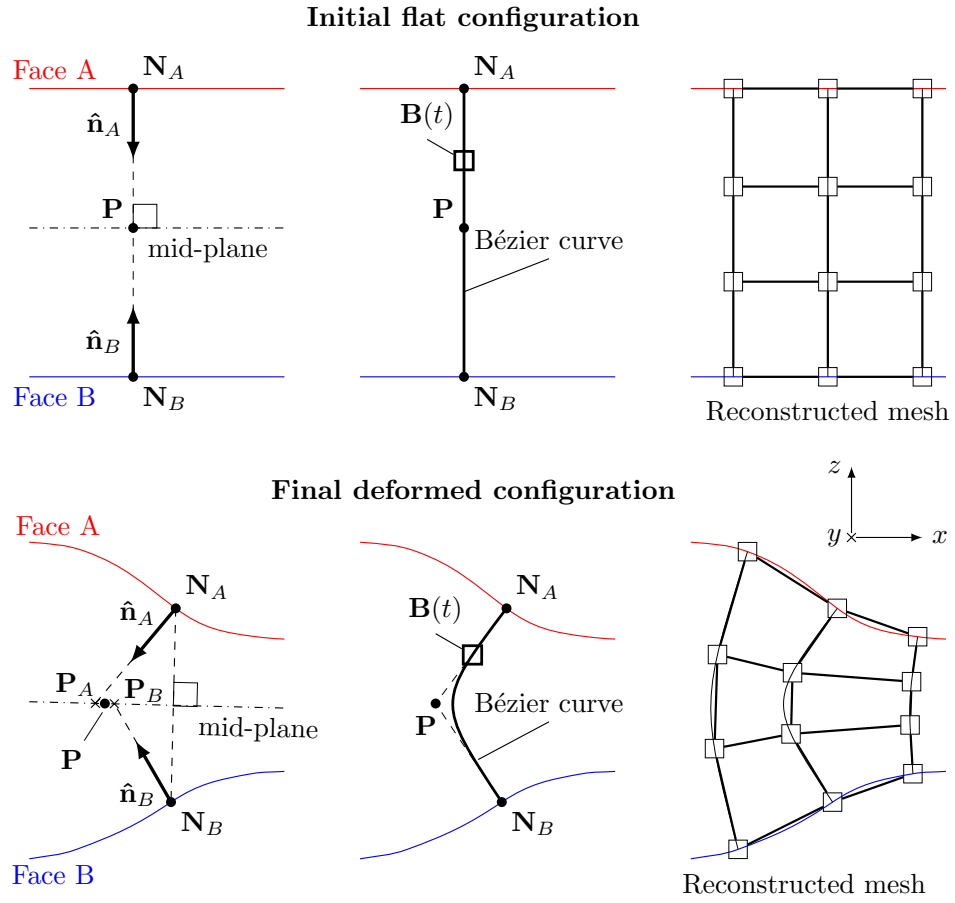 Initial flat configuration
Face A
N_A
n̂_A
P
mid-plane
n̂_B
Face B
N_B
N_A
B(t)
P
Bézier curve
N_B
Reconstructed mesh
Final deformed configuration
z
y
x
Face A
N_A
n̂_A
P_A
P_B
mid-plane
P
n̂_B
N_B
Face B
N_A
B(t)
P
Bézier curve
N_B
Reconstructed mesh